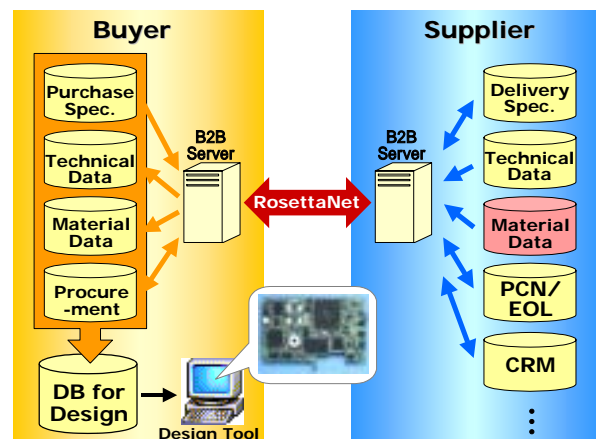 Buyer
Purchase
Spec.
Technical
Data
Material
Data
Procure
-ment
B2B
Server
DB for
Design
Design Tool
RosettaNet
Supplier
B2B
Server
Delivery
Spec.
Technical
Data
Material
Data
PCN/
EOL
CRM